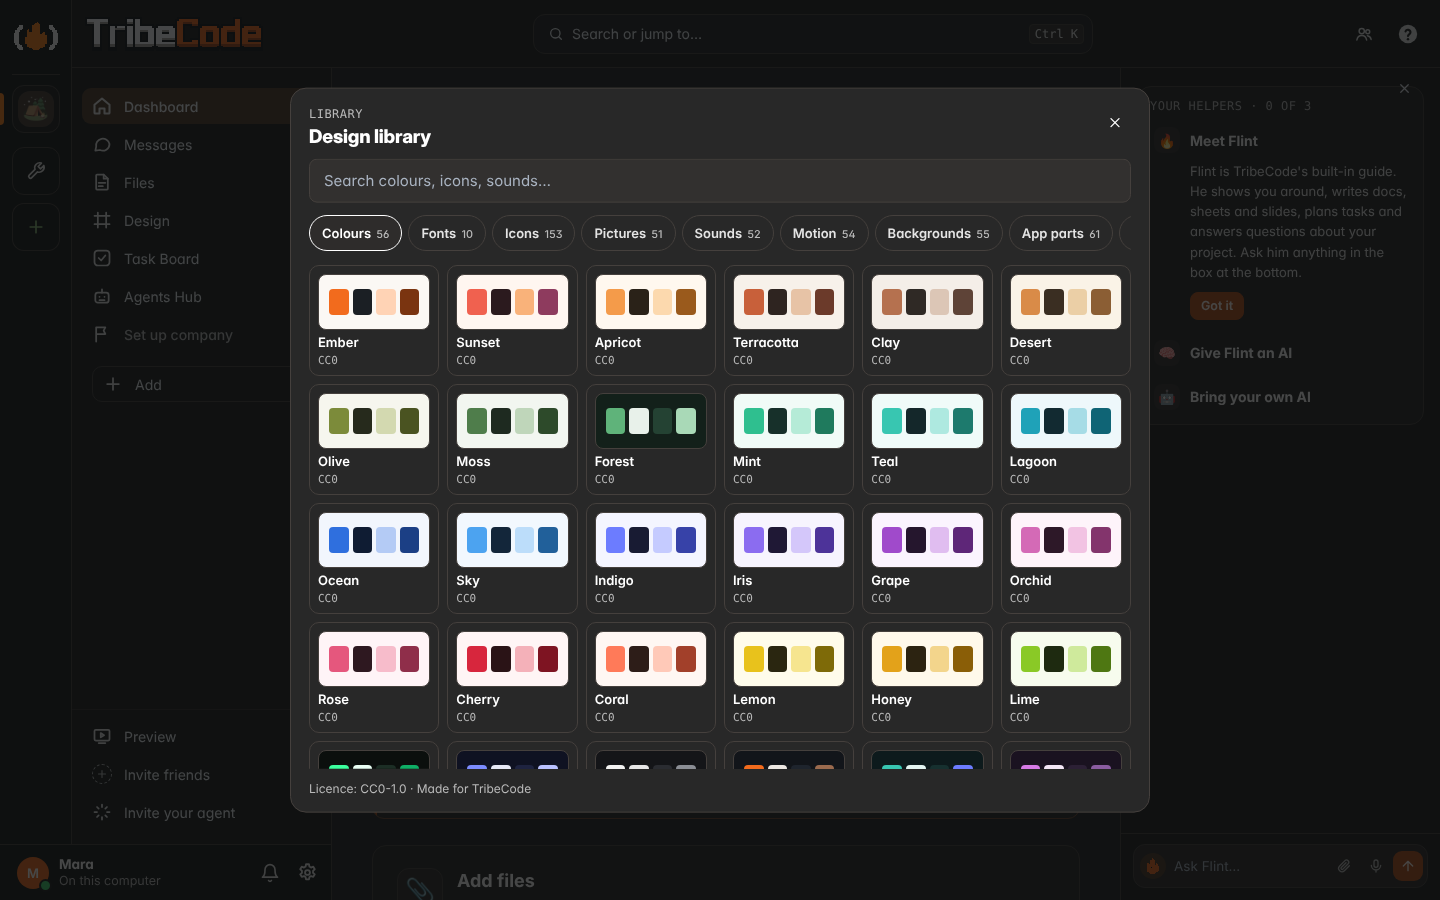 TribeCode
Search or jump to...
Ctrl K
Dashboard
Messages
Files
Design
Task Board
Agents Hub
Set up company
Add
Preview
Invite friends
Invite your agent
M
Mara
On this computer
LIBRARY
Design library
Search colours, icons, sounds...
Colours 56
Fonts 10
Icons 153
Pictures 51
Sounds 52
Motion 54
Backgrounds 55
App parts 61
Ember
CC0
Sunset
CC0
Apricot
CC0
Terracotta
CC0
Clay
CC0
Desert
CC0
Olive
CC0
Moss
CC0
Forest
CC0
Mint
CC0
Teal
CC0
Lagoon
CC0
Ocean
CC0
Sky
CC0
Indigo
CC0
Iris
CC0
Grape
CC0
Orchid
CC0
Rose
CC0
Cherry
CC0
Coral
CC0
Lemon
CC0
Honey
CC0
Lime
CC0
Licence: CC0-1.0 · Made for TribeCode
Add files
YOUR HELPERS · 0 OF 3
Meet Flint
Flint is TribeCode's built-in guide.
He shows you around, writes docs,
sheets and slides, plans tasks and
answers questions about your
project. Ask him anything in the
box at the bottom.
Got it
Give Flint an AI
Bring your own AI
Ask Flint...